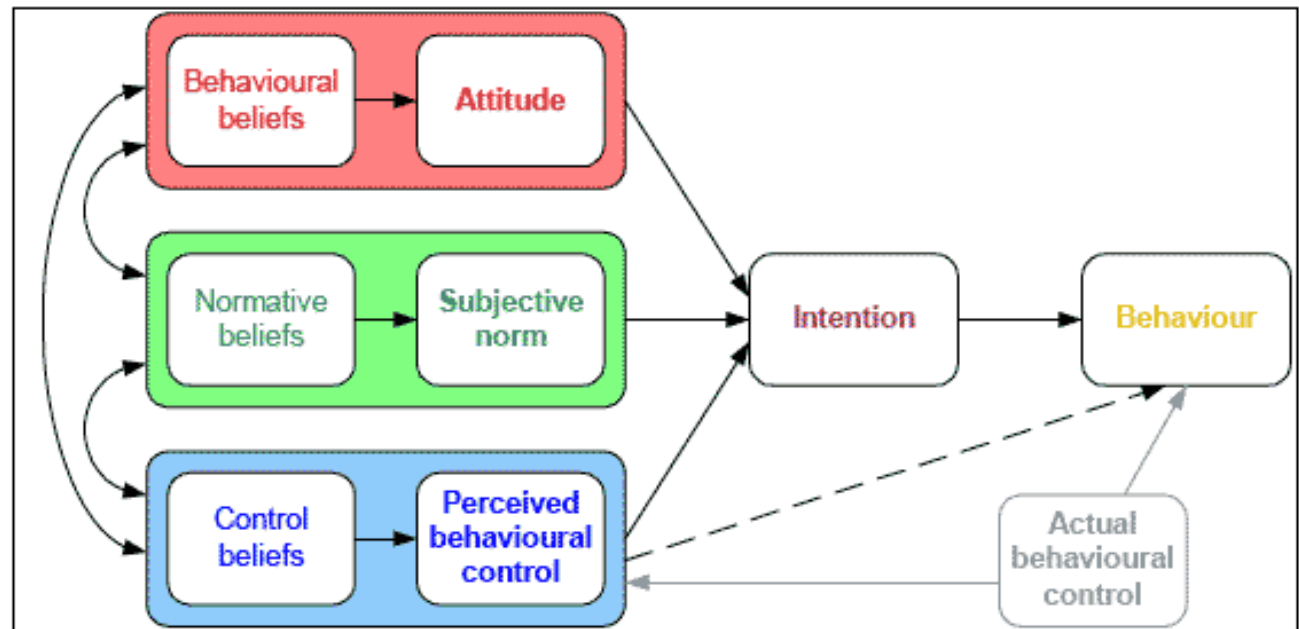 Behavioural
beliefs
Attitude
Normative
beliefs
Subjective
norm
Intention
Behaviour
Control
beliefs
Perceived
behavioural
control
Actual
behavioural
control